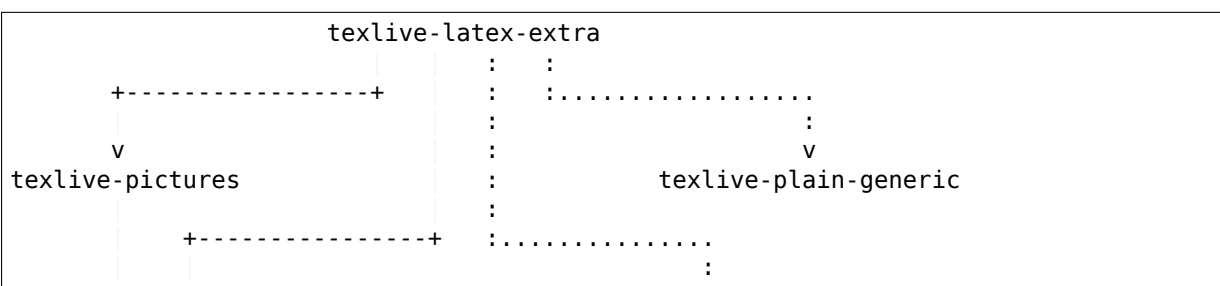 texlive-latex-extra
: :
+-----------------+ : :..................
: :
v : v
texlive-pictures : texlive-plain-generic
:
+----------------+ :...............
: